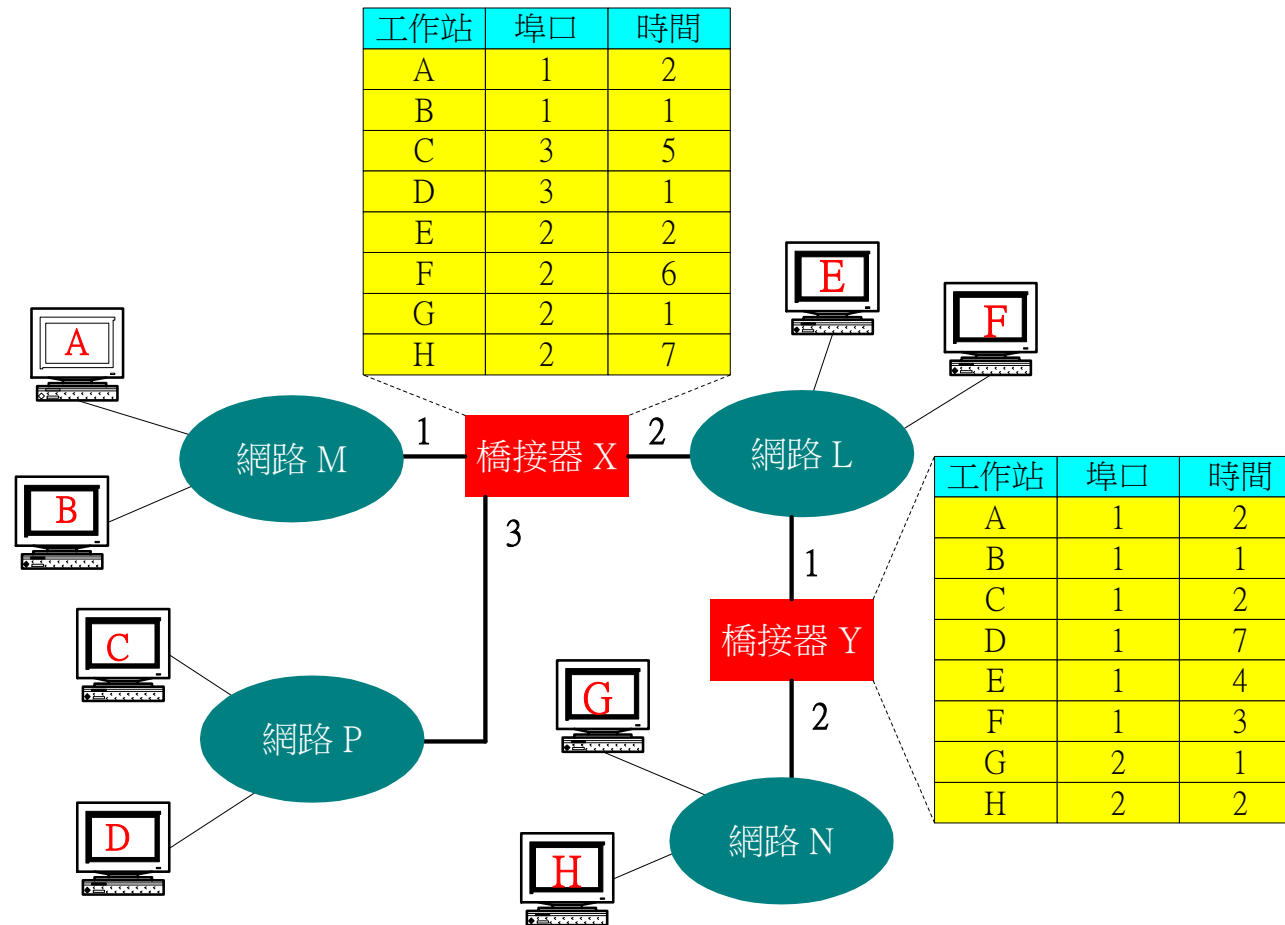 工作站 埠口 時間
A 1 2
B 1 1
C 3 5
D 3 1
E 2 2
F 2 6
G 2 1
H 2 7
E
F
A
網路 M
1
橋接器 X
2
網路 L
B
3
工作站 埠口 時間
A 1 2
B 1 1
C 1 2
D 1 7
E 1 4
F 1 3
G 2 1
H 2 2
1
橋接器 Y
2
C
網路 P
D
G
網路 N
H